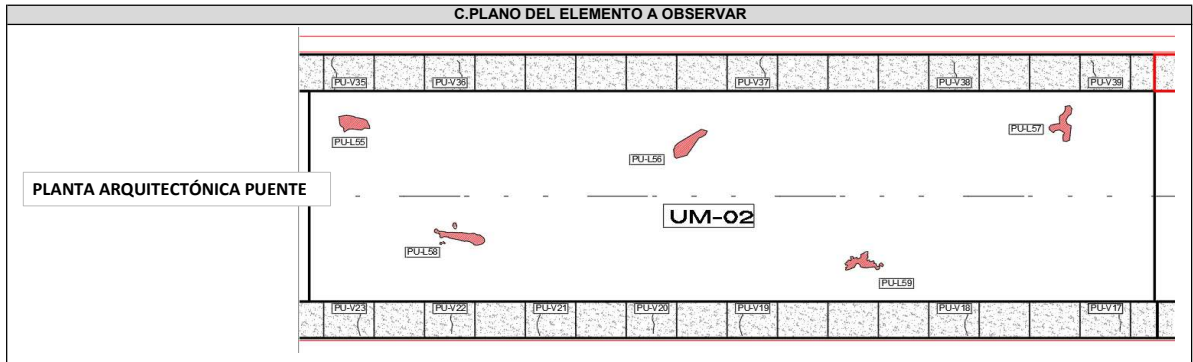 C.PLANO DEL ELEMENTO A OBSERVAR
PU-V35
PU-V36
PU-V37
PU-V38
PU-V39
PU-L55
PU-L56
PU-L57
PLANTA ARQUITECTÓNICA PUENTE
UM-02
PU-L58
PU-L59
PU-V23
PU-V22
PU-V21
PU-V20
PU-V19
PU-V18
PU-V17